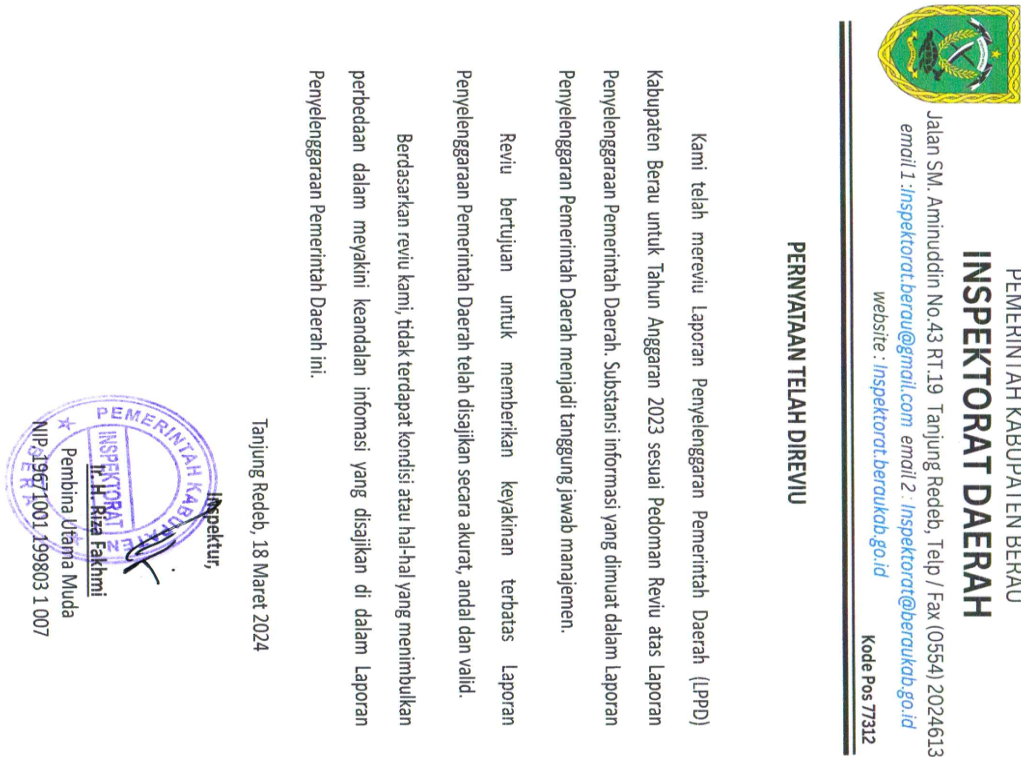 PEMERINTAH KABUPATEN BERAU
INSPEKTORAT DAERAH
Jalan SM. Aminuddin No.43 RT.19 Tanjung Redeb, Telp / Fax (0554) 2024613
email 1 :Inspektorat.berau@gmail.com email 2 : Inspektorat@beraukab.go.id
website : Inspektorat.beraukab.go.id
Kode Pos 77312
PERNYATAAN TELAH DIREVIU
Kami telah mereviu Laporan Penyelenggaran Pemerintah Daerah (LPPD)
Kabupaten Berau untuk Tahun Anggaran 2023 sesuai Pedoman Reviu atas Laporan
Penyelenggaraan Pemerintah Daerah. Substansi informasi yang dimuat dalam Laporan
Penyelenggaran Pemerintah Daerah menjadi tanggung jawab manajemen.
Reviu bertujuan untuk memberikan keyakinan terbatas Laporan
Penyelenggaraan Pemerintah Daerah telah disajikan secara akurat, andal dan valid.
Berdasarkan reviu kami, tidak terdapat kondisi atau hal-hal yang menimbulkan
perbedaan dalam meyakini keandalan infomasi yang disajikan di dalam Laporan
Penyelenggaraan Pemerintah Daerah ini.
Tanjung Redeb, 18 Maret 2024
Inspektur,
PEMERINTAH KABUPATEN
INSPEKTORAT
BERAU
Ir. H. Riza Fakhmi
Pembina Utama Muda
NIP. 19671001 199803 1 007